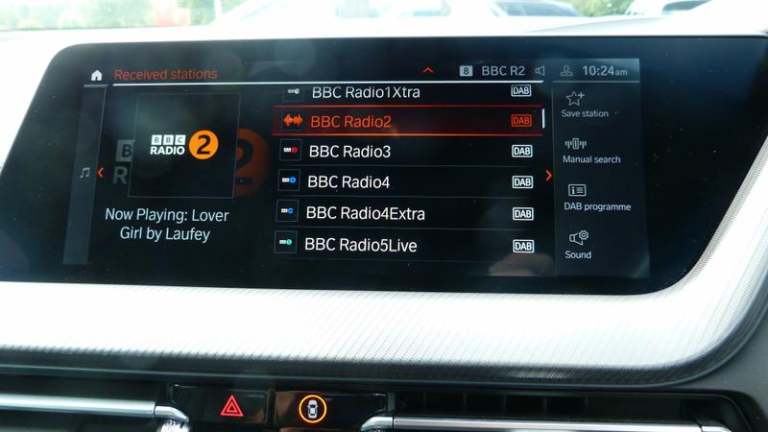 Received stations
8 BBC R2
10:24am
BBC Radio1Xtra DAB
BBC Radio2 DAB
BBC Radio3 DAB
BBC Radio4 DAB
BBC Radio4Extra DAB
BBC Radio5Live DAB
BBC
RADIO 2
Now Playing: Lover
Girl by Laufey
Save station
Manual search
DAB programme
Sound